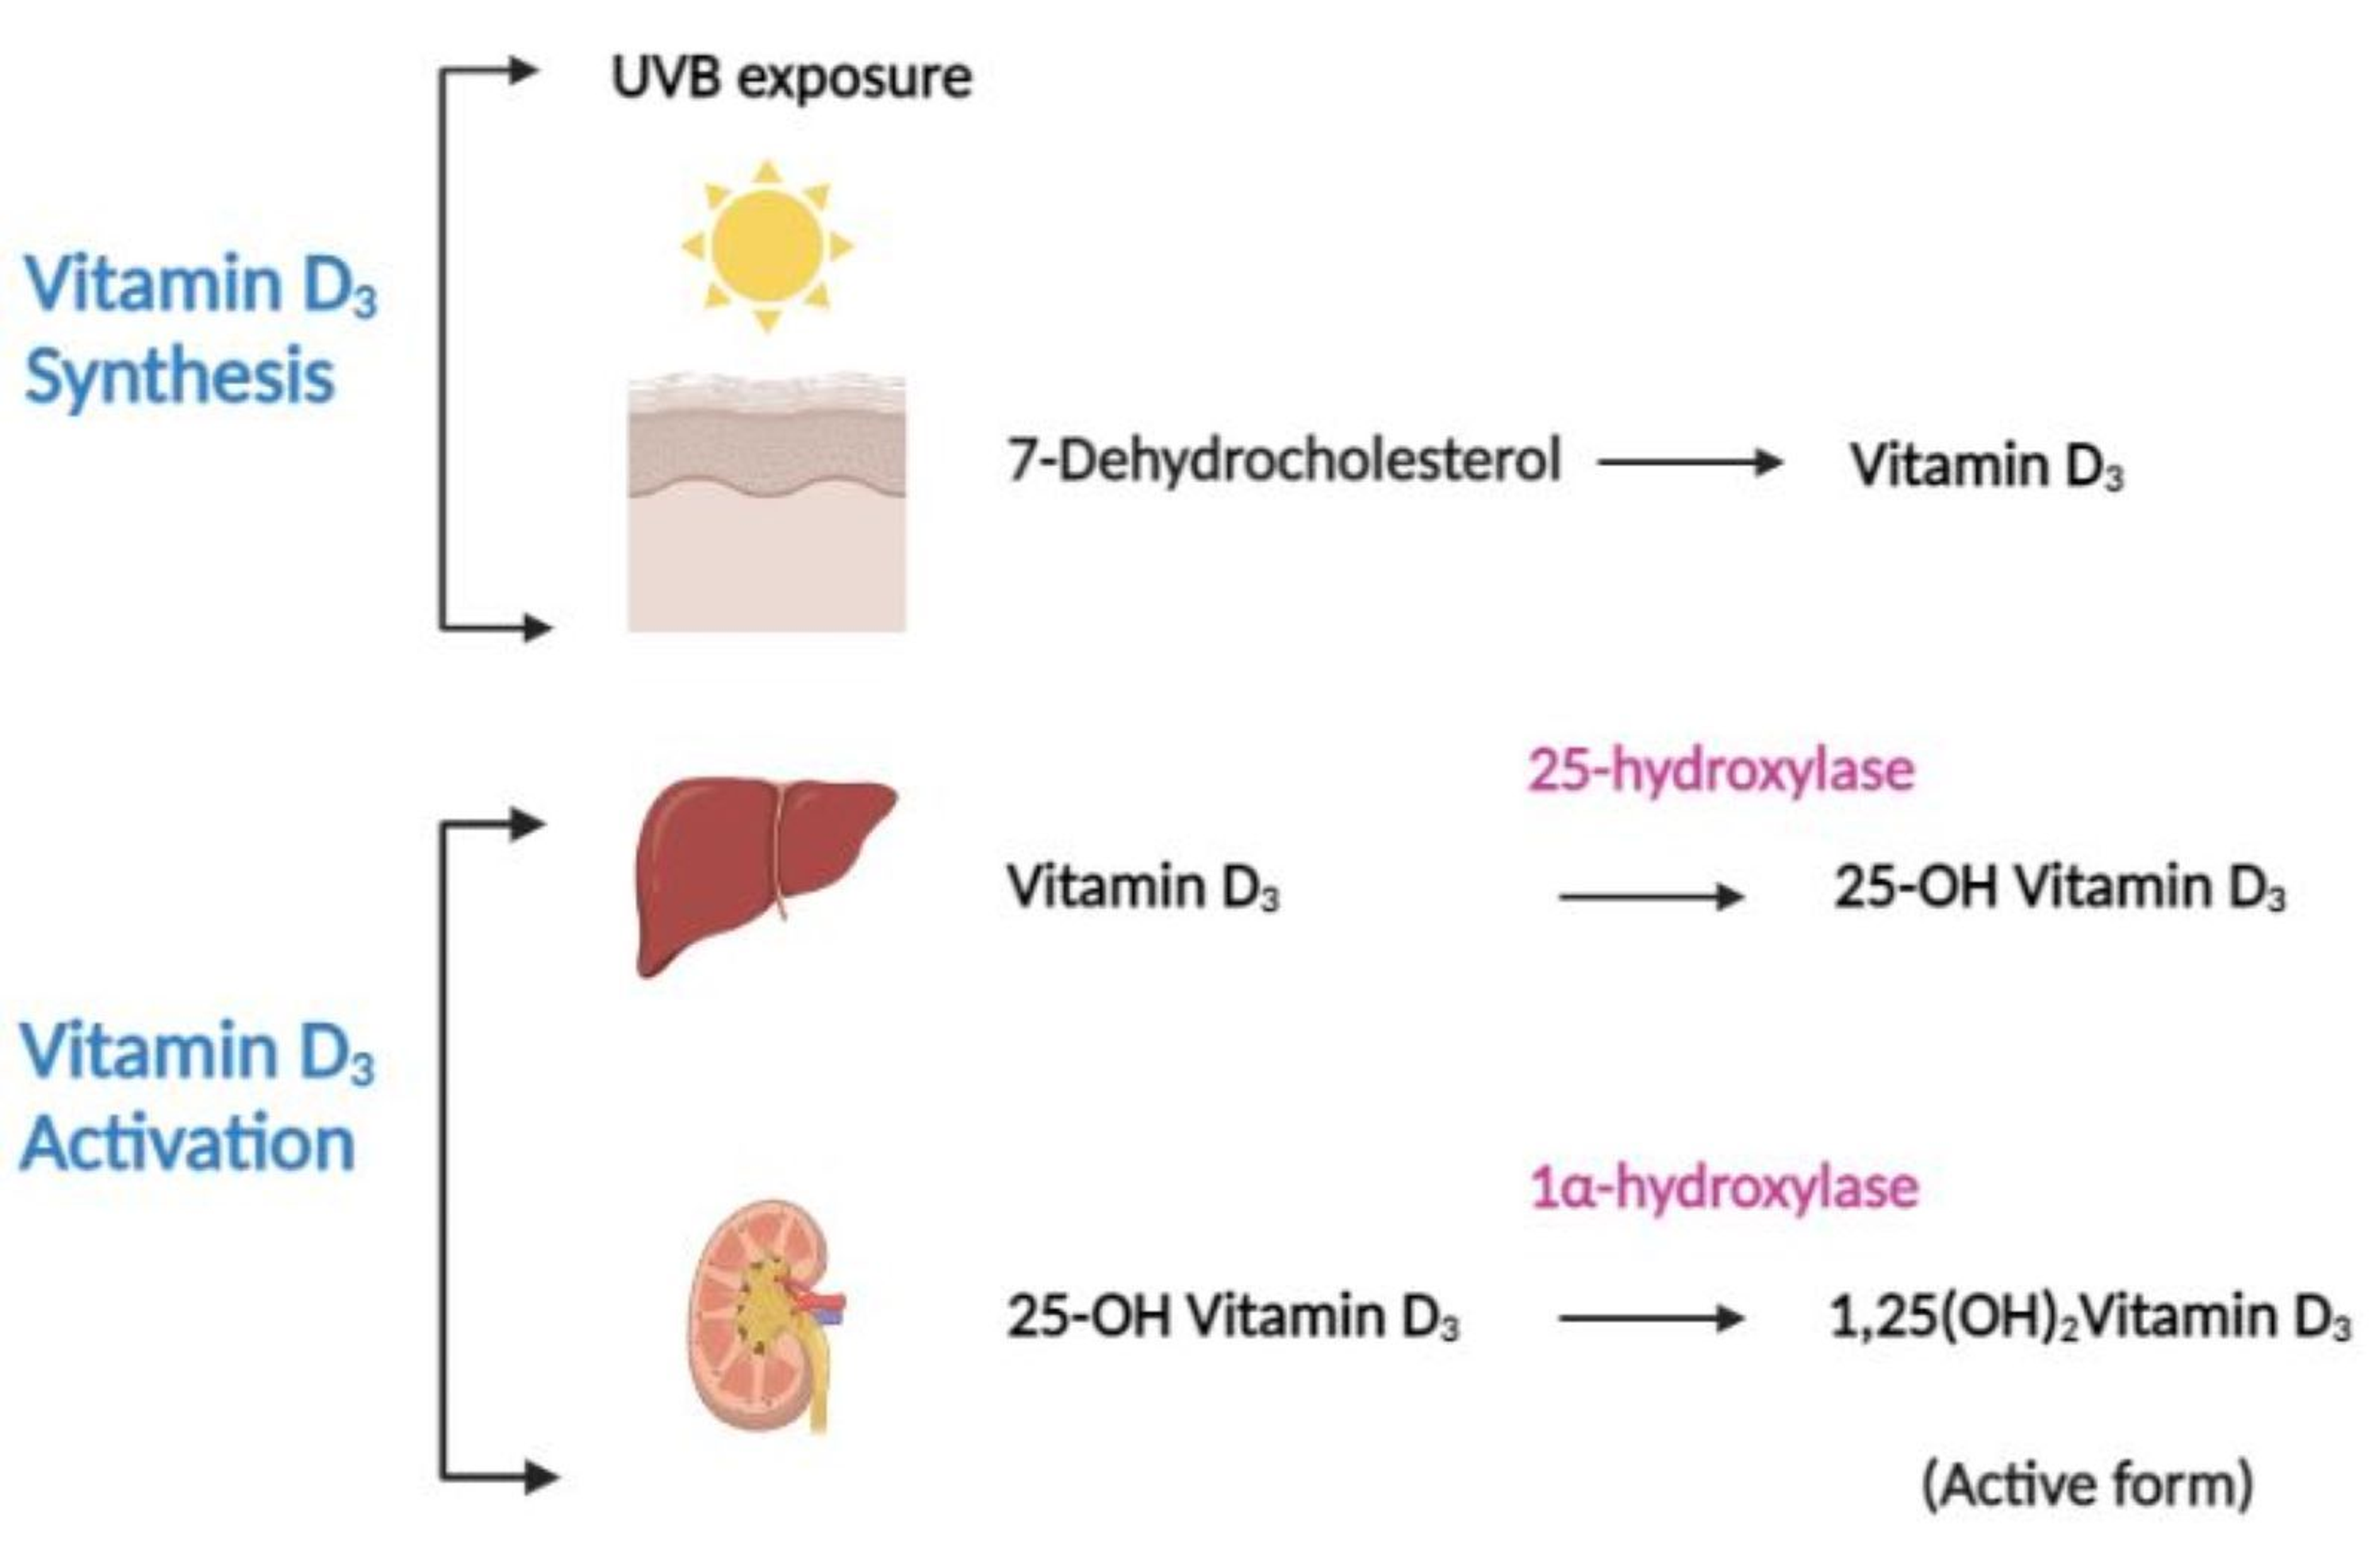 UVB exposure
Vitamin D₃
Synthesis
7-Dehydrocholesterol
Vitamin D₃
25-hydroxylase
Vitamin D₃
25-OH Vitamin D₃
Vitamin D₃
Activation
1α-hydroxylase
25-OH Vitamin D₃
1,25(OH)₂Vitamin D₃
(Active form)